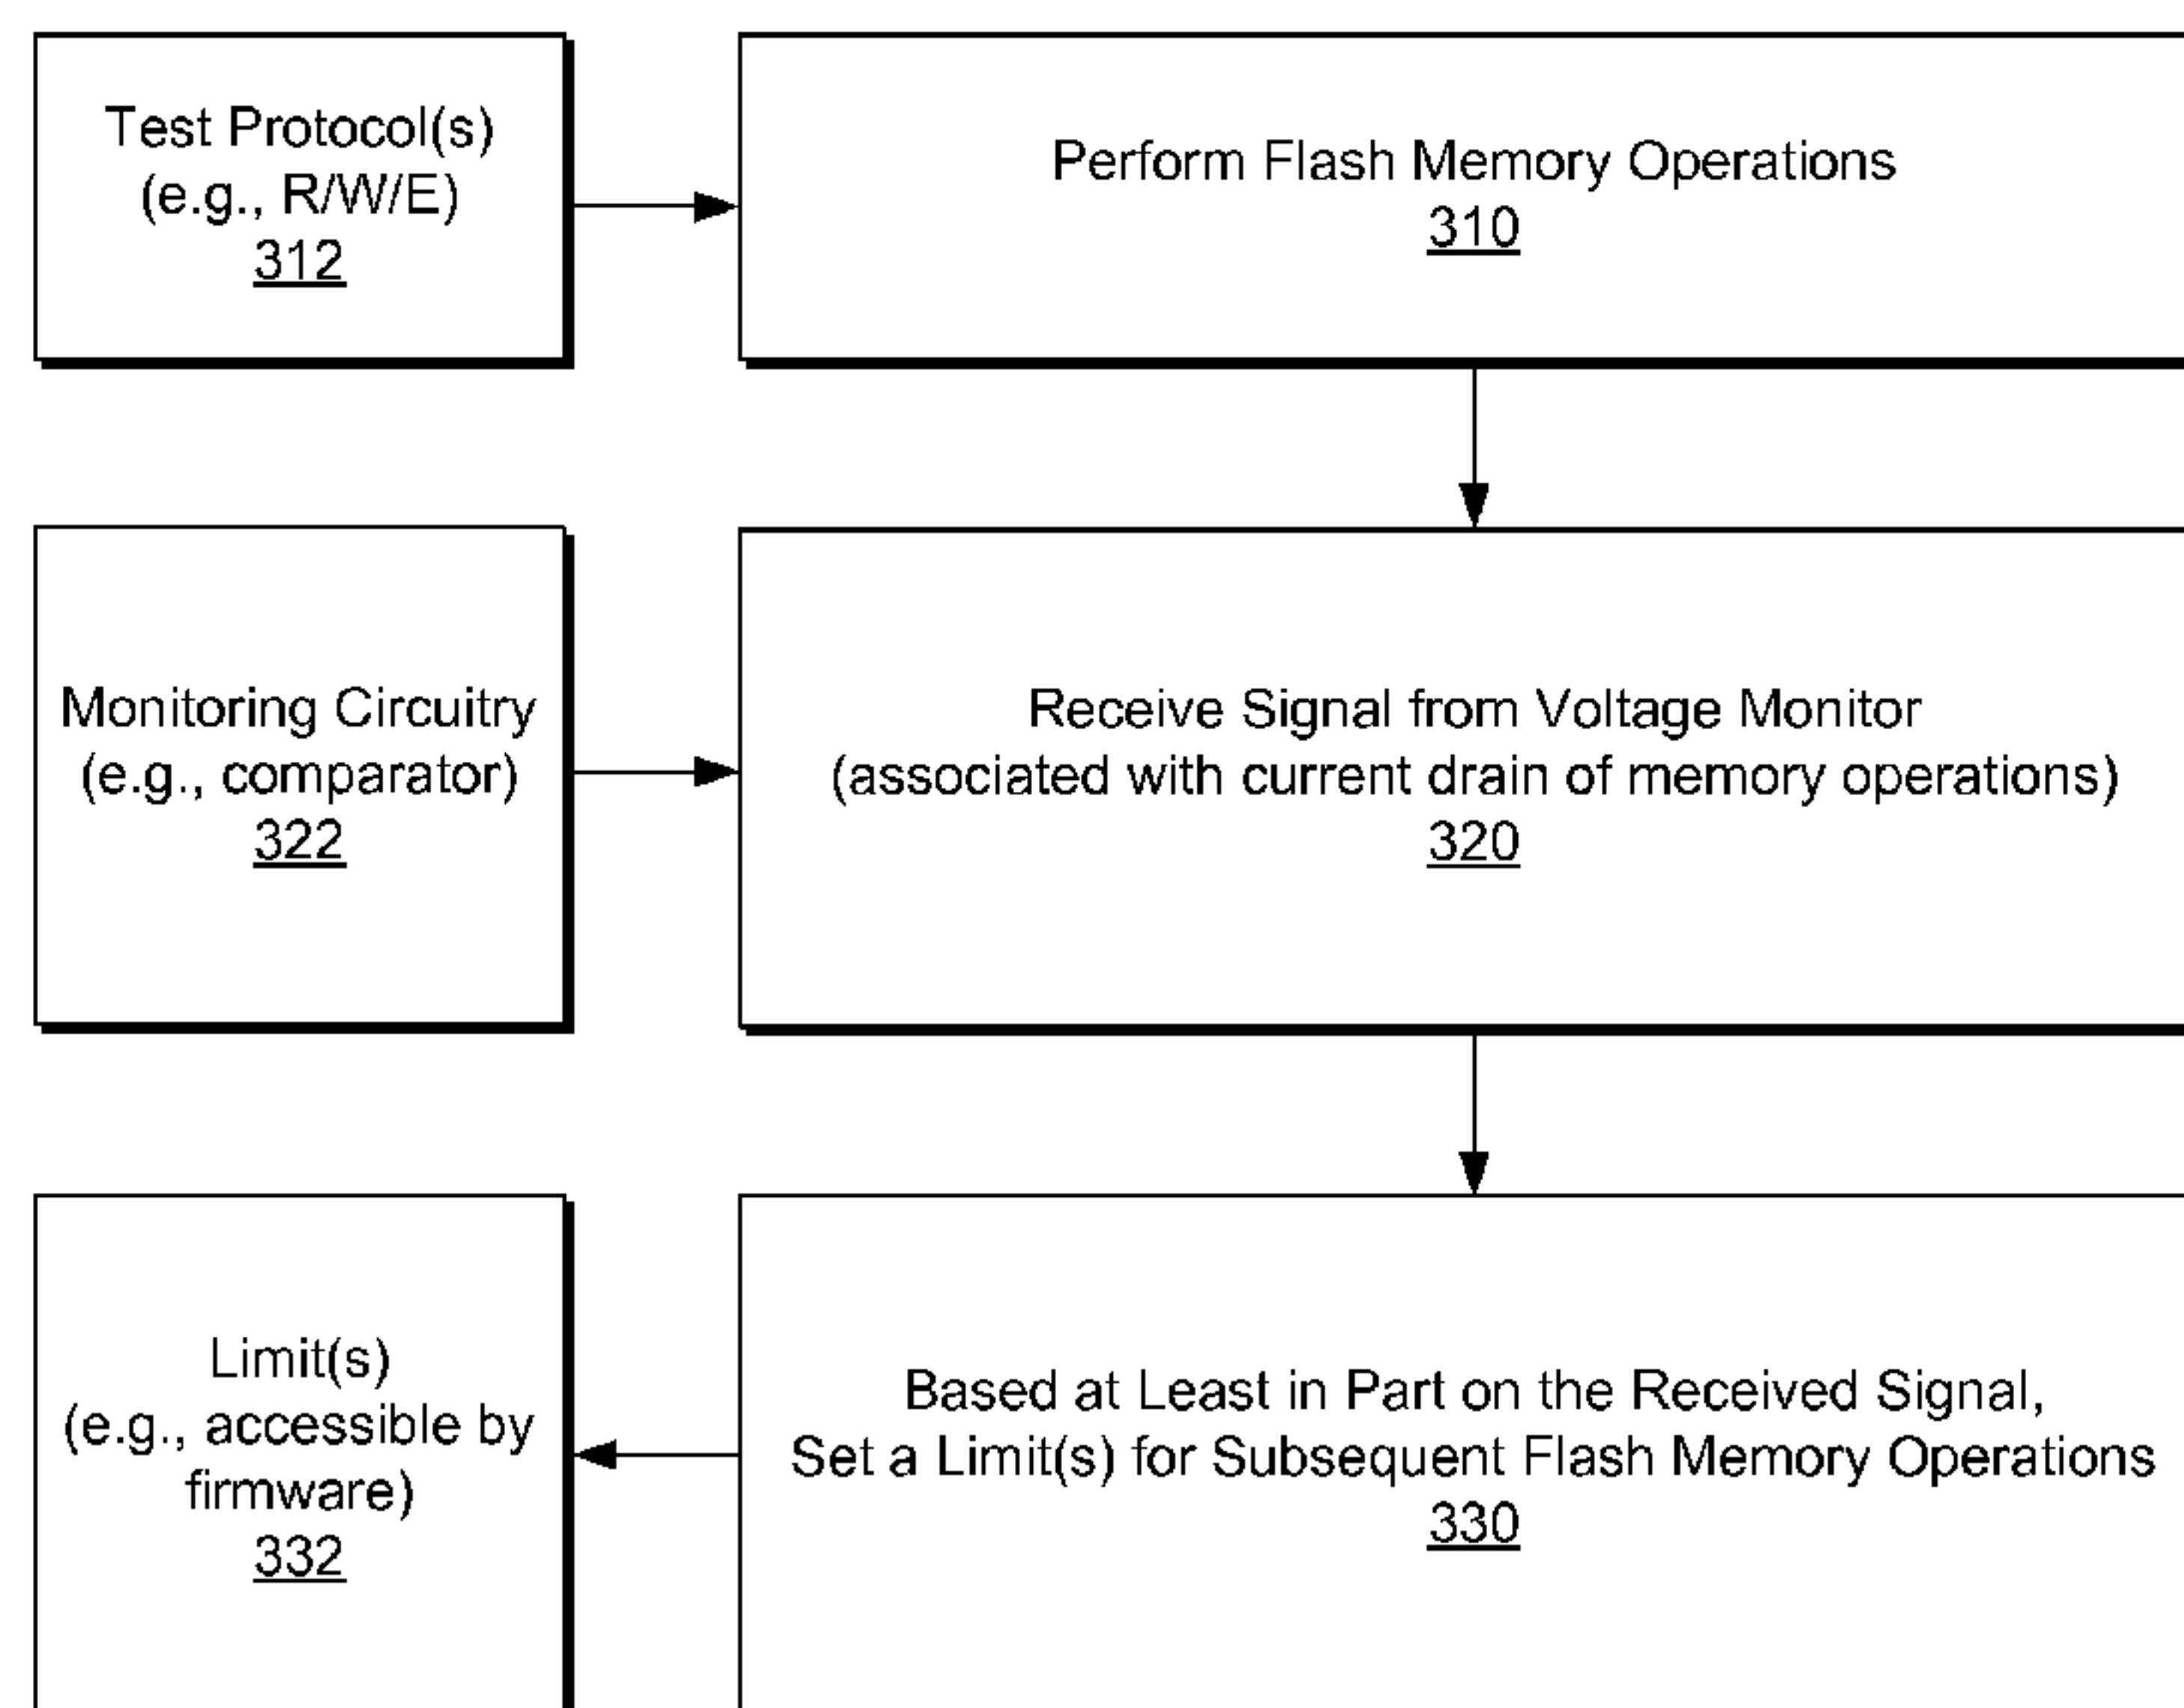 Test Protocol(s)
(e.g., R/W/E)
312
Perform Flash Memory Operations
310
Monitoring Circuitry
(e.g., comparator)
322
Receive Signal from Voltage Monitor
(associated with current drain of memory operations)
320
Limit(s)
(e.g., accessible by
firmware)
332
Based at Least in Part on the Received Signal,
Set a Limit(s) for Subsequent Flash Memory Operations
330